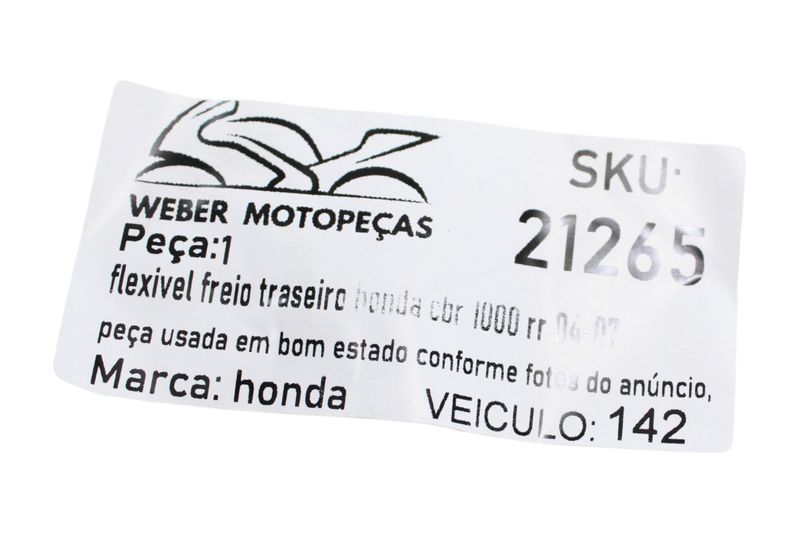 WEBER MOTOPEÇAS
SKU:
21265
Peça:1
flexivel freio traseiro honda cbr 1000 rr 04-07
peça usada em bom estado conforme fotos do anúncio,
Marca: honda
VEICULO: 142